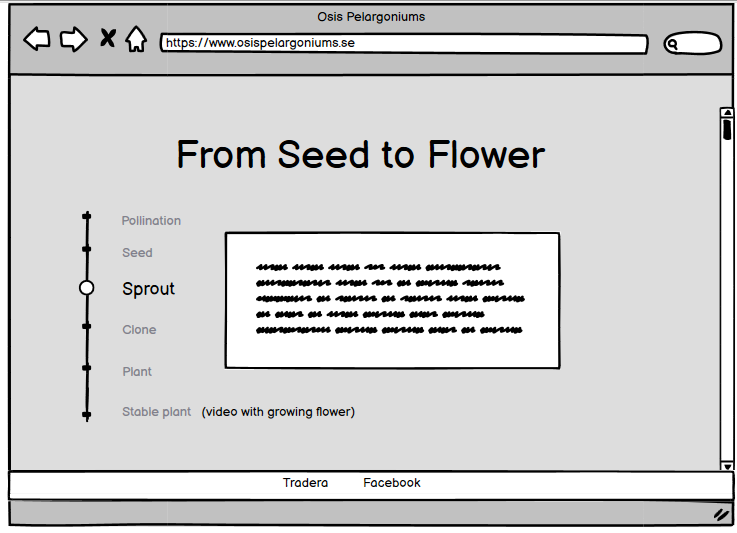 Osis Pelargoniums
https://www.osispelargoniums.se
From Seed to Flower
Pollination
Seed
Sprout
Clone
Plant
Stable plant (video with growing flower)
Tradera Facebook